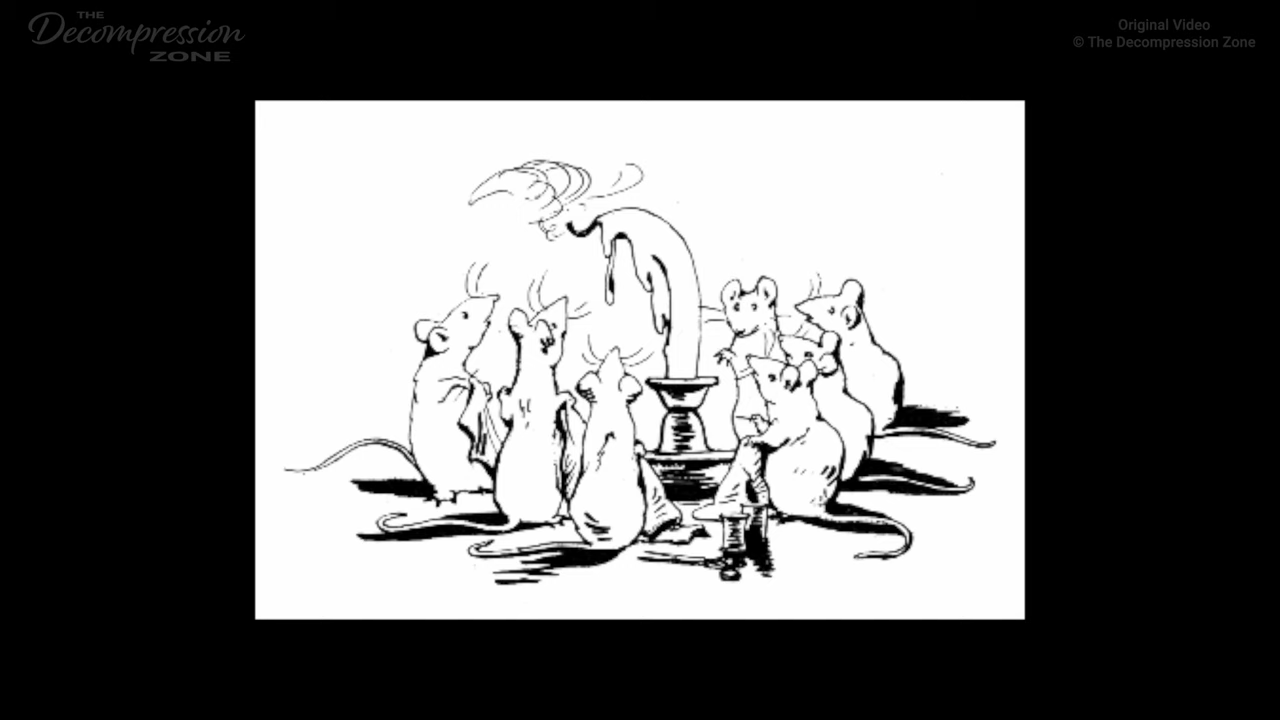 THE
Decompression
ZONE
Original Video
© The Decompression Zone